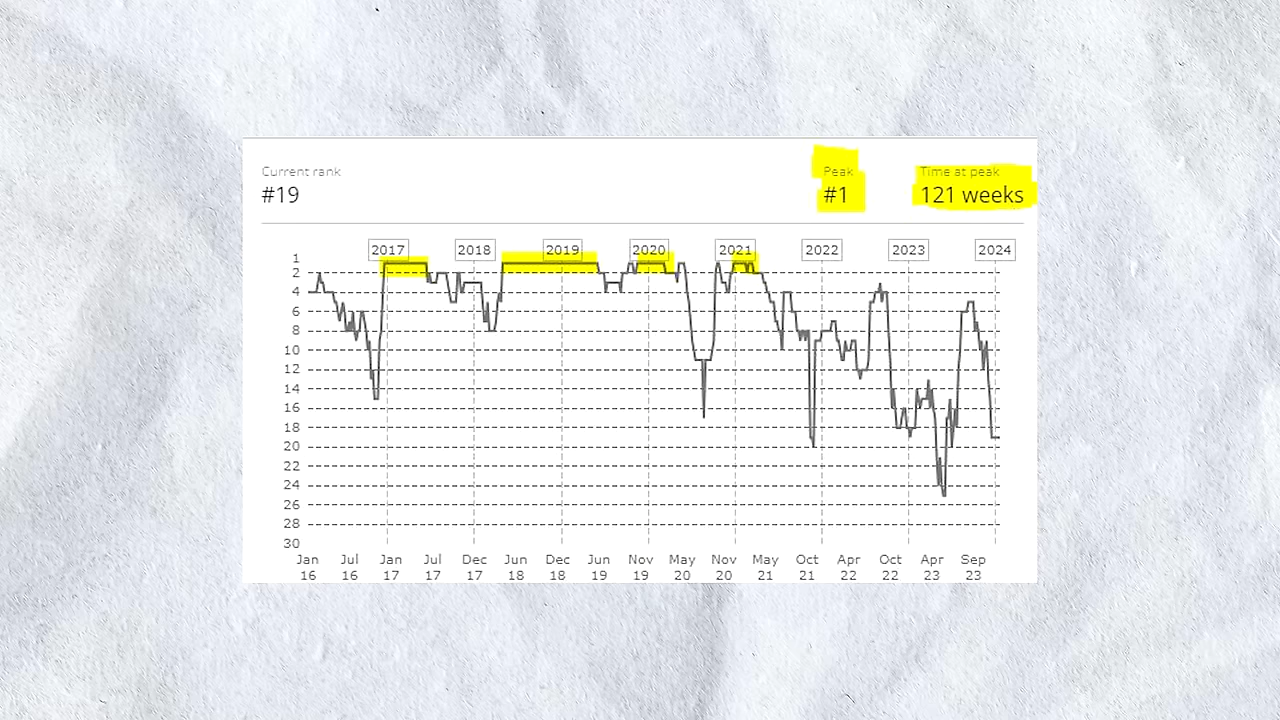 Current rank
#19
Peak
#1
Time at peak
121 weeks
2017 2018 2019 2020 2021 2022 2023 2024
1
2
4
6
8
10
12
14
16
18
20
22
24
26
28
30
Jan Jul Jan Jul Dec Jun Dec Jun Nov May Nov May Oct Apr Oct Apr Sep
16 16 17 17 17 18 18 19 19 20 20 21 21 22 22 23 23